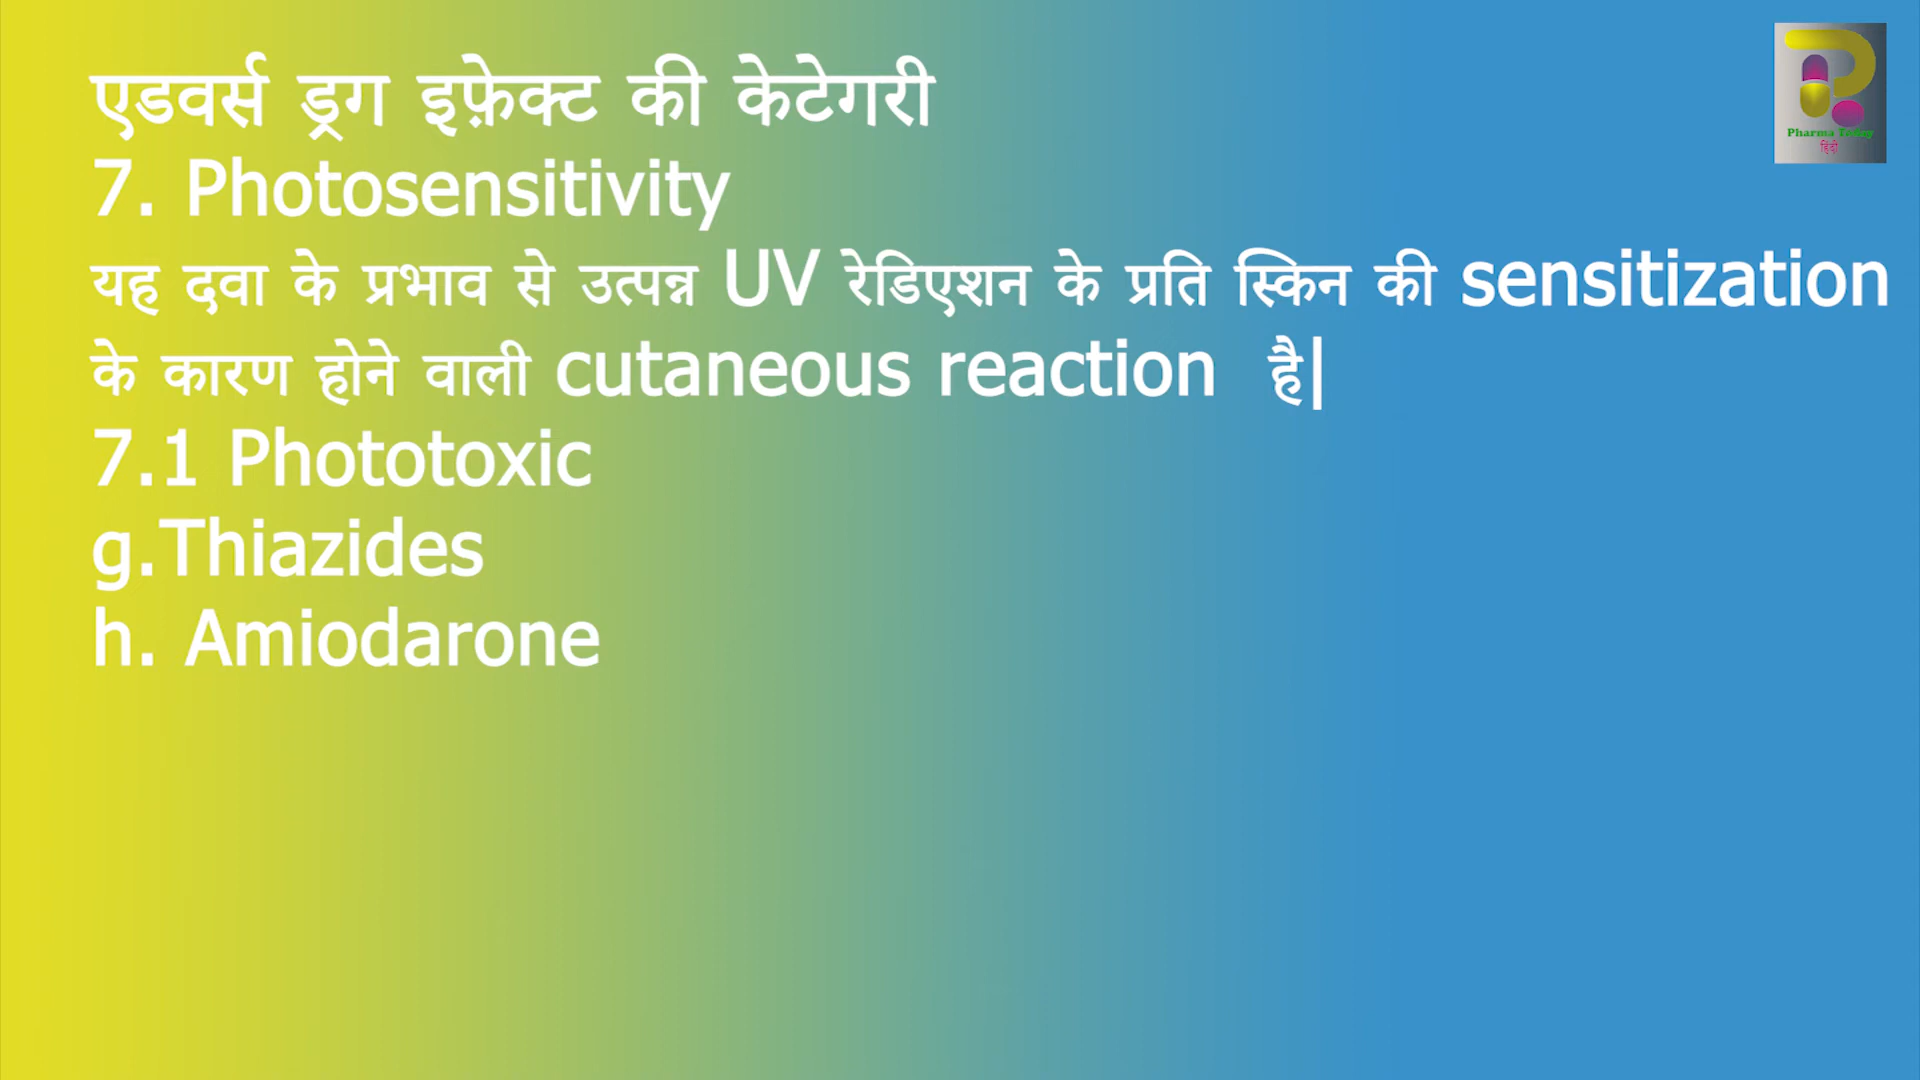 एडवर्स ड्रग इफ़ेक्ट की केटेगरी
7. Photosensitivity
यह दवा के प्रभाव से उत्पन्न UV रेडिएशन के प्रति स्किन की sensitization
के कारण होने वाली cutaneous reaction है|
7.1 Phototoxic
g.Thiazides
h. Amiodarone
Pharma Today
हिंदी